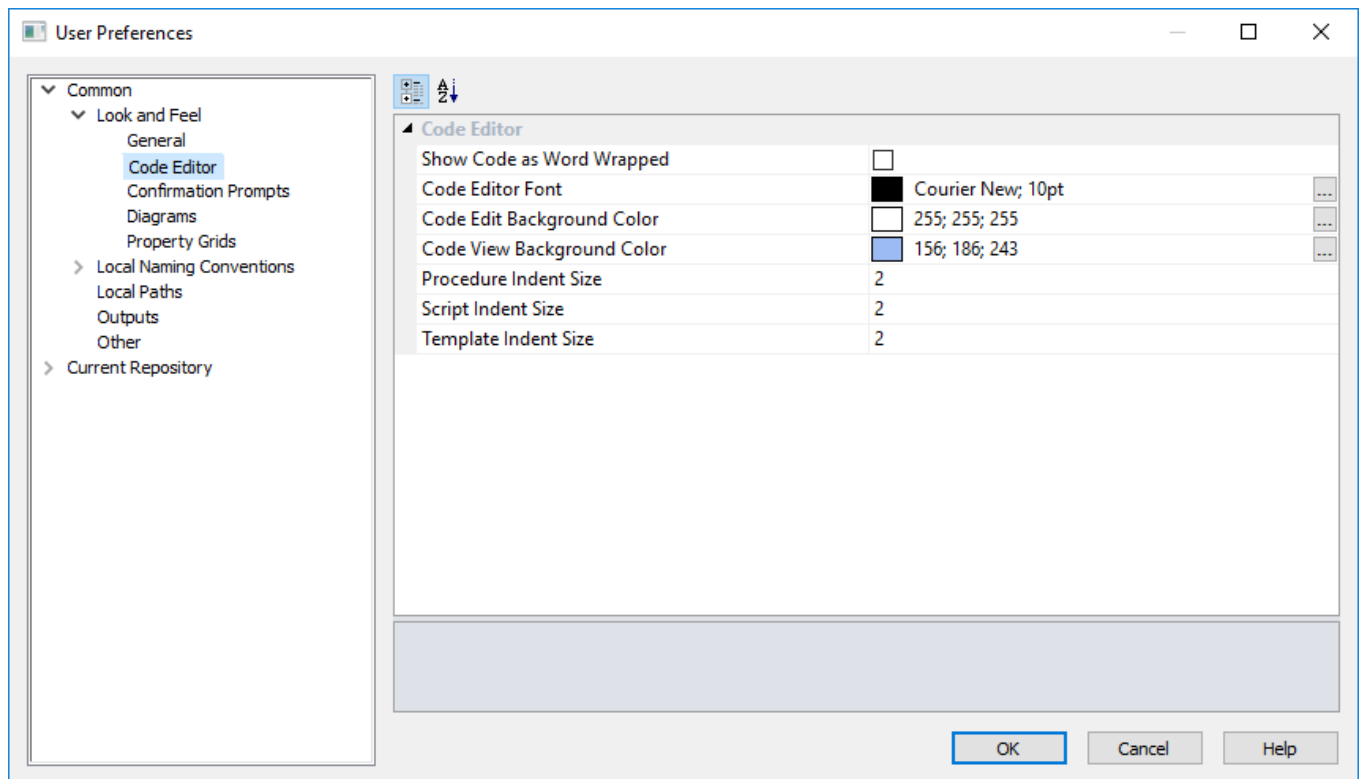 User Preferences
Common
Look and Feel
General
Code Editor
Confirmation Prompts
Diagrams
Property Grids
Local Naming Conventions
Local Paths
Outputs
Other
Current Repository
A Z
Code Editor
Show Code as Word Wrapped
Code Editor Font Courier New; 10pt ...
Code Edit Background Color 255; 255; 255 ...
Code View Background Color 156; 186; 243 ...
Procedure Indent Size 2
Script Indent Size 2
Template Indent Size 2
OK Cancel Help